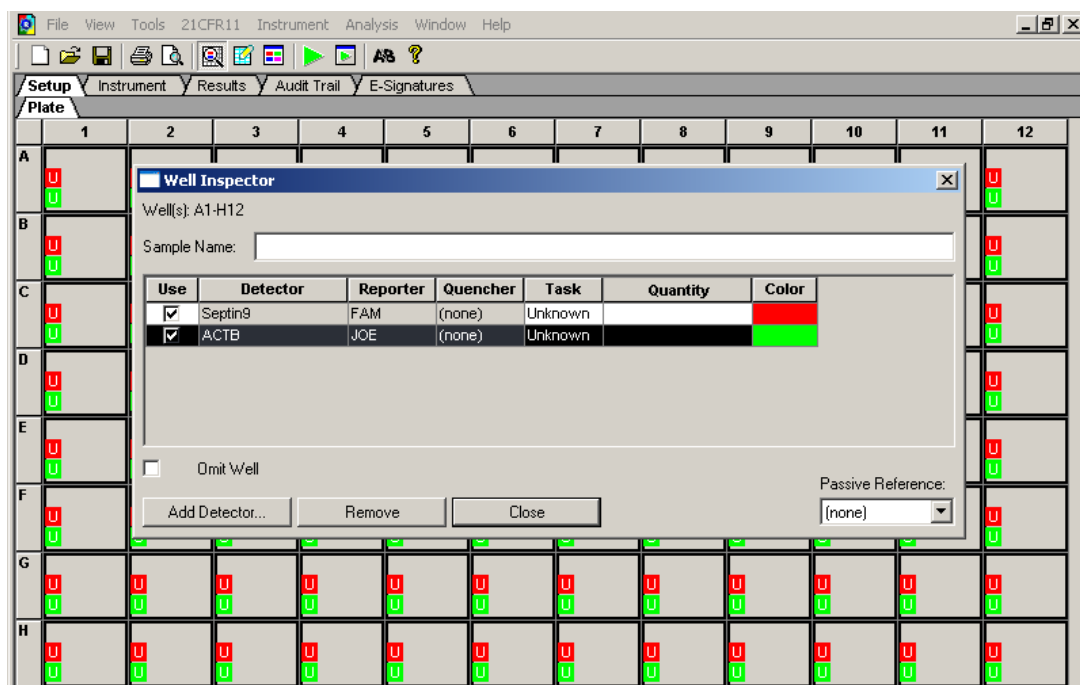 File View Tools 21CFR11 Instrument Analysis Window Help
Setup Instrument Results Audit Trail E-Signatures
Plate
1 2 3 4 5 6 7 8 9 10 11 12
A
U U
U U
Well Inspector
Well(s): A1-H12
B
Sample Name:
U U
U U
C
Use Detector Reporter Quencher Task Quantity Color
Septin9 FAM (none) Unknown
U U
ACTB JOE (none) Unknown
U U
D
U U
U U
E
U U
Omit Well
U U
Passive Reference:
F
Add Detector... Remove Close (none)
U U
U U
G
U U U U U U U U U U U U
U U U U U U U U U U U U
H
U U U U U U U U U U U U
U U U U U U U U U U U U